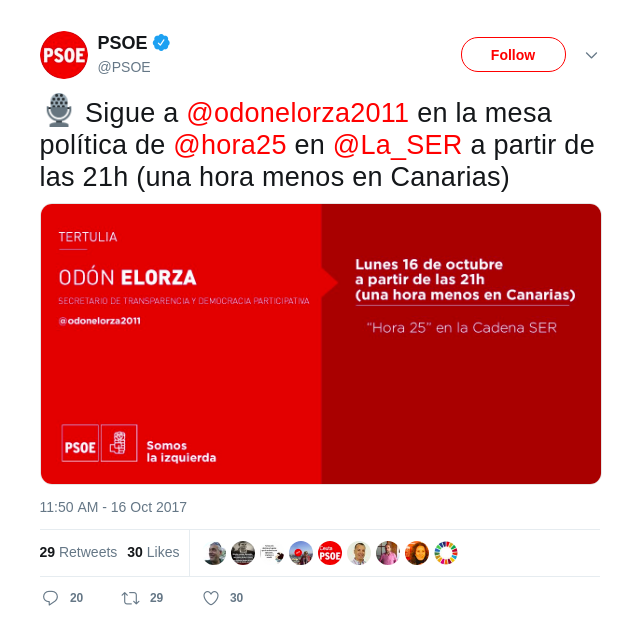 PSOE
@PSOE
Follow
Sigue a @odonelorza2011 en la mesa
política de @hora25 en @La_SER a partir de
las 21h (una hora menos en Canarias)
TERTULIA
ODÓN ELORZA
SECRETARIO DE TRANSPARENCIA Y DEMOCRACIA PARTICIPATIVA
@odonelorza2011
Lunes 16 de octubre
a partir de las 21h
(una hora menos en Canarias)
"Hora 25" en la Cadena SER
PSOE
Somos
la izquierda
11:50 AM - 16 Oct 2017
29 Retweets 30 Likes
PSOE
20 29 30